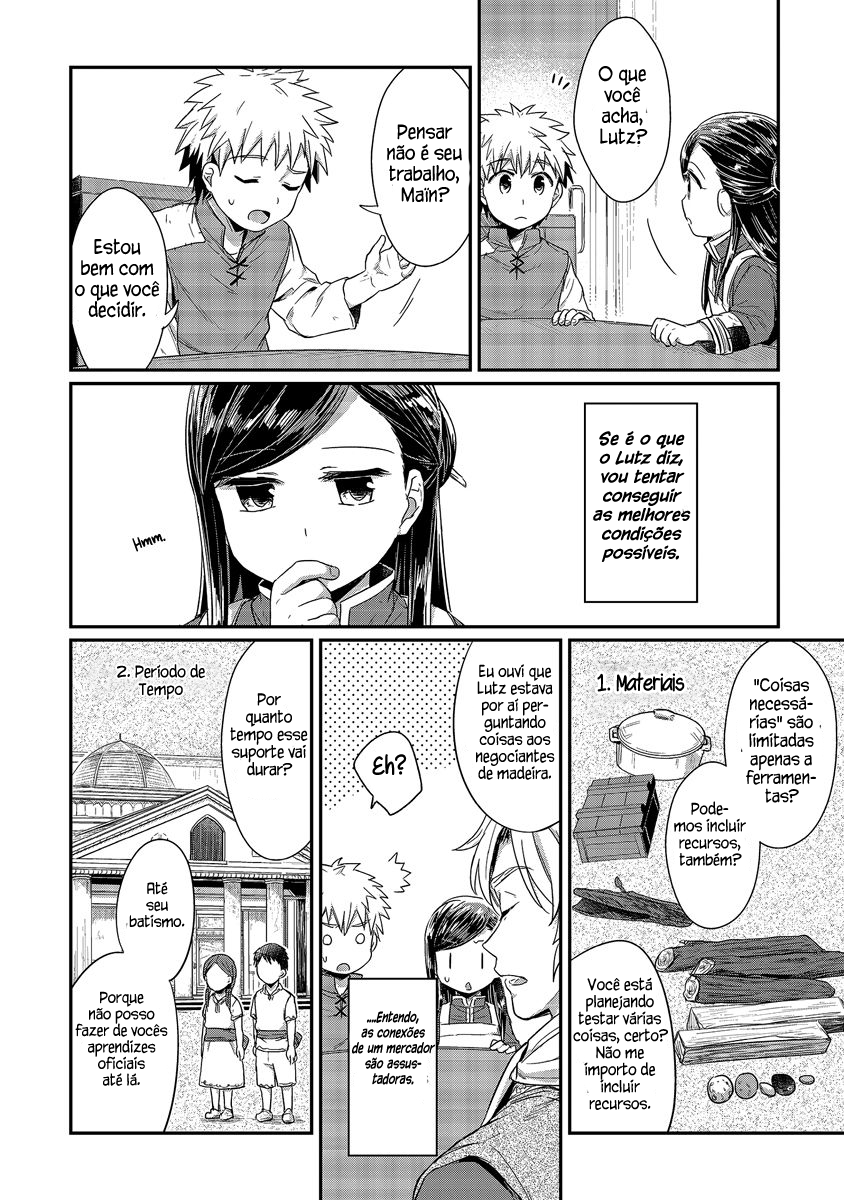 O que
você
acha,
Lutz?
Pensar
não é seu
trabalho,
Maïn?
Estou
bem com
o que você
decidir.
Se é o que
o Lutz diz,
vou tentar
conseguir
as melhores
condições
possíveis.
Hmm.
1. Materiais
"Coisas
necessá-
rias" são
limitadas
apenas a
ferramen-
tas?
Pode-
mos incluir
recursos,
também?
Você está
planejando
testar várias
coisas, certo?
Não me
importo de
incluir
recursos.
Eu ouvi que
Lutz estava
por aí per-
guntando
coisas aos
negociantes
de madeira.
Eh?
....Entendo,
as conexões
de um mercador
são assus-
tadoras.
2. Período de
Tempo
Por
quanto
tempo esse
suporte vai
durar?
Até
seu
batismo.
Porque
não posso
fazer de vocês
aprendizes
oficiais
até lá.